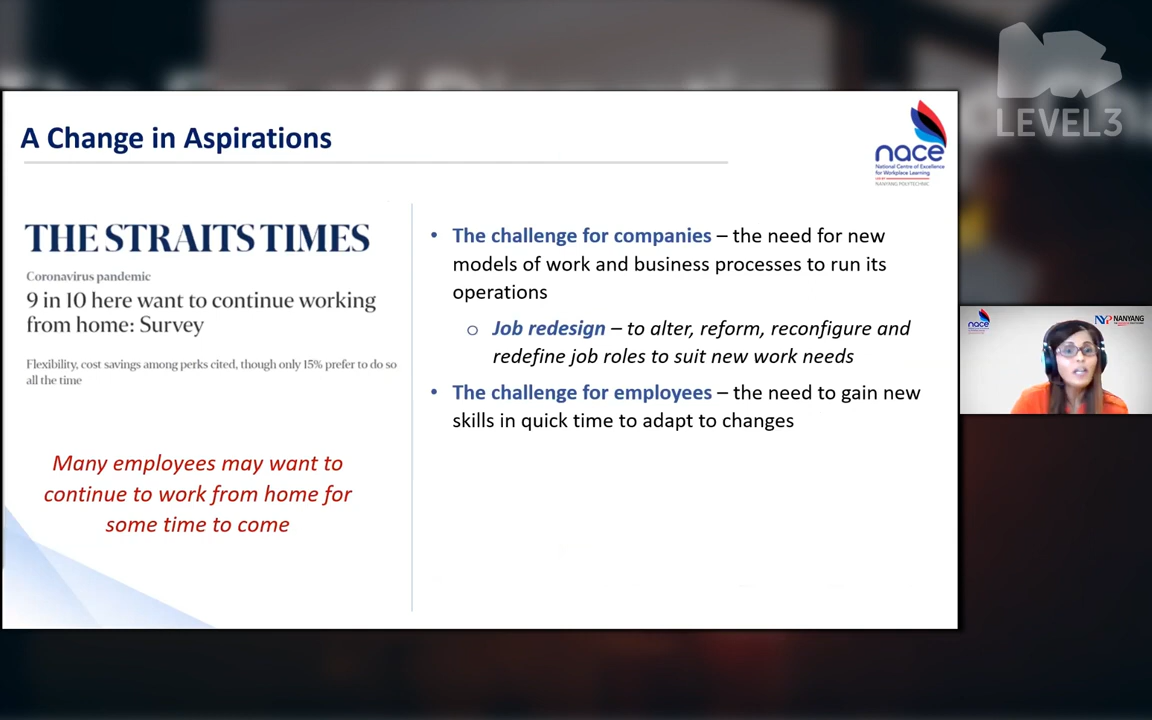 LEVEL3
A Change in Aspirations
nace
National Centre of Excellence
for Workplace Learning
NANYANG POLYTECHNIC
THE STRAITS TIMES
Coronavirus pandemic
9 in 10 here want to continue working
from home: Survey
Flexibility, cost savings among perks cited, though only 15% prefer to do so
all the time
Many employees may want to
continue to work from home for
some time to come
• The challenge for companies – the need for new
models of work and business processes to run its
operations
o Job redesign – to alter, reform, reconfigure and
redefine job roles to suit new work needs
• The challenge for employees – the need to gain new
skills in quick time to adapt to changes
nace
NYP NANYANG